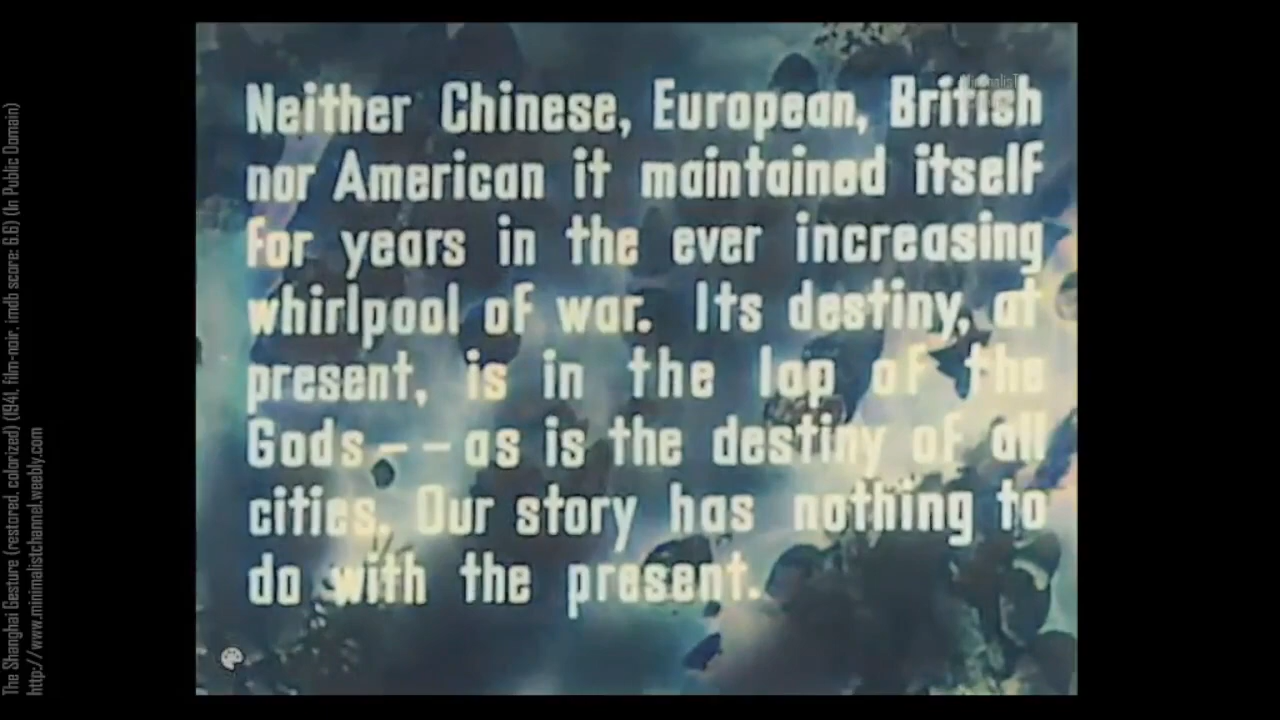 Neither Chinese, European, British
nor American it maintained itself
for years in the ever increasing
whirlpool of war. Its destiny, at
present, is in the lap of the
Gods -- as is the destiny of all
cities. Our story has nothing to
do with the present.
The Shanghai Gesture (restored, colorized) (1941, film-noir, imdb score: 6.6) (In Public Domain)
http://www.minimalistchannel.weebly.com